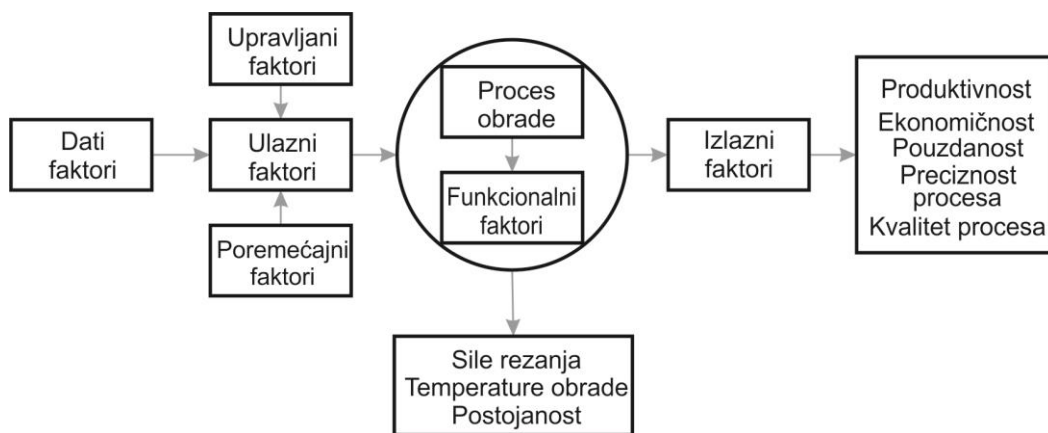 Upravljani
faktori
Dati
faktori
Ulazni
faktori
Poremećajni
faktori
Proces
obrade
Funkcionalni
faktori
Izlazni
faktori
Produktivnost
Ekonomičnost
Pouzdanost
Preciznost
procesa
Kvalitet procesa
Sile rezanja
Temperature obrade
Postojanost